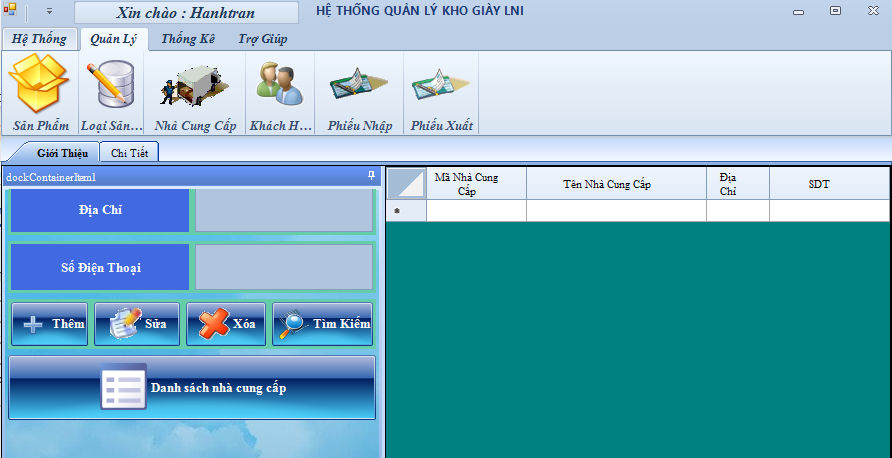 Xin chào : Hanhtran
HỆ THỐNG QUẢN LÝ KHO GIÀY LNI
Hệ Thống Quản Lý Thống Kê Trợ Giúp
Sản Phẩm Loại Sản... Nhà Cung Cấp Khách H... Phiếu Nhập Phiếu Xuất
Giới Thiệu Chi Tiết
dockContainerItem1
Mã Nhà Cung
Cấp
Tên Nhà Cung Cấp
Địa
Chỉ
SDT
*
Địa Chỉ
Số Điện Thoại
Thêm Sửa Xóa Tìm Kiếm
Danh sách nhà cung cấp